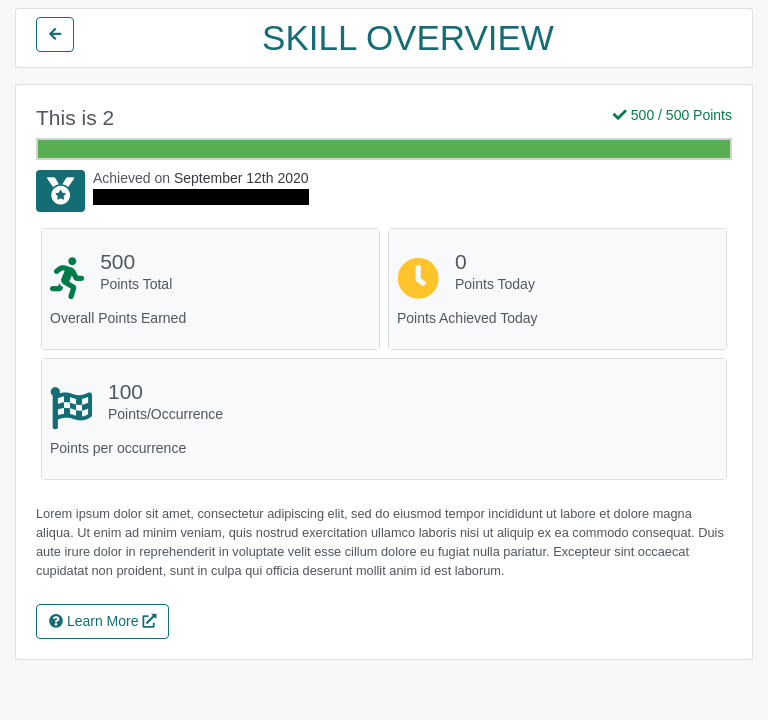 SKILL OVERVIEW
This is 2
500 / 500 Points
Achieved on September 12th 2020
500
Points Total
Overall Points Earned
0
Points Today
Points Achieved Today
100
Points/Occurrence
Points per occurrence
Lorem ipsum dolor sit amet, consectetur adipiscing elit, sed do eiusmod tempor incididunt ut labore et dolore magna
aliqua. Ut enim ad minim veniam, quis nostrud exercitation ullamco laboris nisi ut aliquip ex ea commodo consequat. Duis
aute irure dolor in reprehenderit in voluptate velit esse cillum dolore eu fugiat nulla pariatur. Excepteur sint occaecat
cupidatat non proident, sunt in culpa qui officia deserunt mollit anim id est laborum.
Learn More